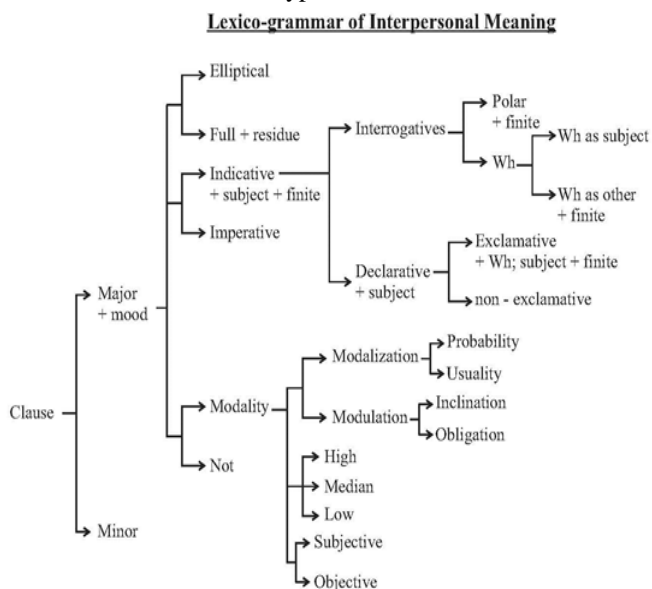 Lexico-grammar of Interpersonal Meaning
Elliptical
Full + residue
Indicative
+ subject + finite
Imperative
Interrogatives
Polar
+ finite
Wh
Wh as subject
Wh as other
+ finite
Declarative
+ subject
Exclamative
+ Wh; subject + finite
non - exclamative
Major
+ mood
Clause
Minor
Modality
Not
Modalization
Probability
Usuality
Modulation
Inclination
Obligation
High
Median
Low
Subjective
Objective